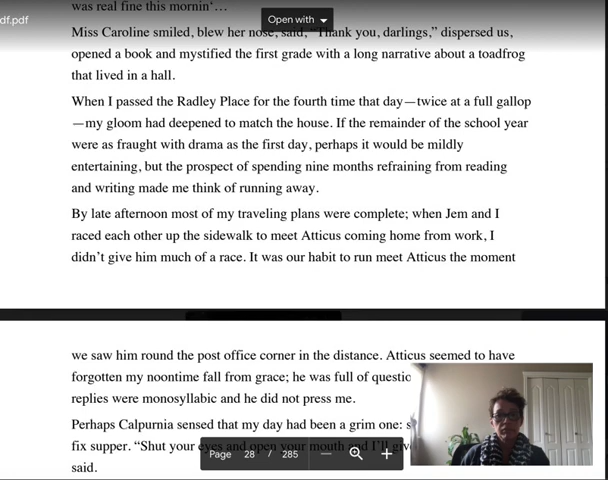 was real fine this mornin’…
df.pdf
Open with
Miss Caroline smiled, blew her nose, said, “Thank you, darlings,” dispersed us,
opened a book and mystified the first grade with a long narrative about a toadfrog
that lived in a hall.
When I passed the Radley Place for the fourth time that day—twice at a full gallop
—my gloom had deepened to match the house. If the remainder of the school year
were as fraught with drama as the first day, perhaps it would be mildly
entertaining, but the prospect of spending nine months refraining from reading
and writing made me think of running away.
By late afternoon most of my traveling plans were complete; when Jem and I
raced each other up the sidewalk to meet Atticus coming home from work, I
didn’t give him much of a race. It was our habit to run meet Atticus the moment
we saw him round the post office corner in the distance. Atticus seemed to have
forgotten my noontime fall from grace; he was full of questio
replies were monosyllabic and he did not press me.
Perhaps Calpurnia sensed that my day had been a grim one: s
fix supper. “Shut your eyes and open your mouth and I’ll give
said.
Page 28 / 285